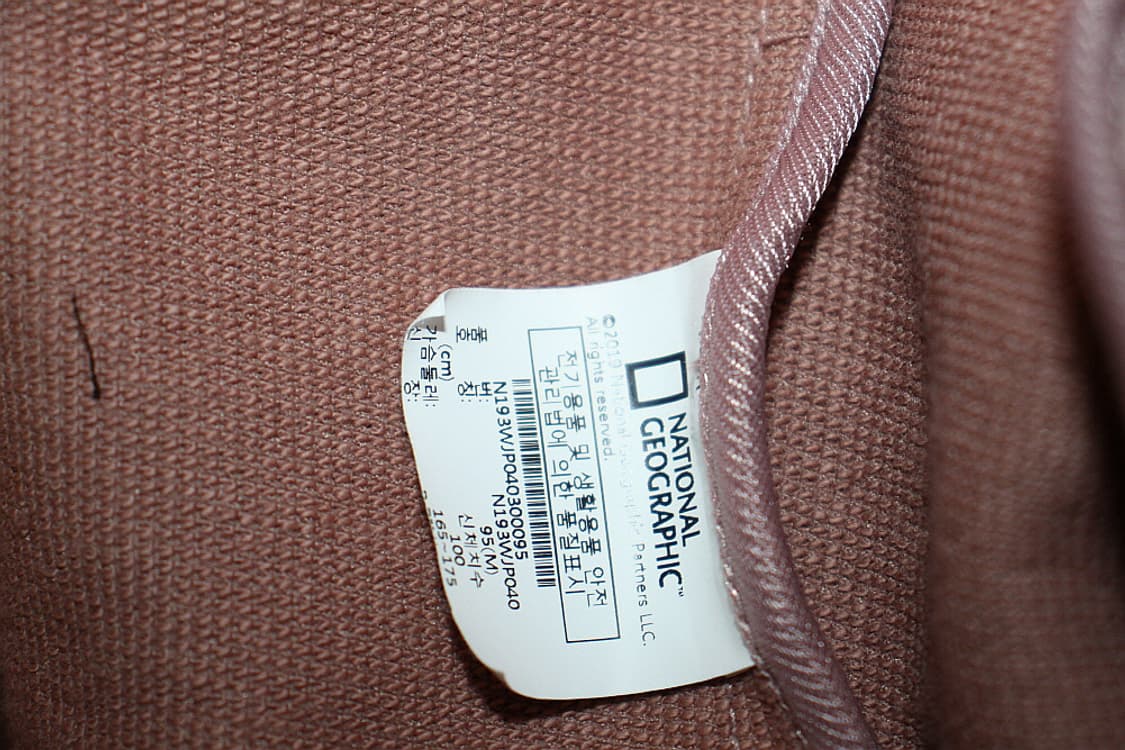 NATIONAL
GEOGRAPHIC™
©2019 National Geographic Partners LLC.
All rights reserved.
전기용품 및 생활용품 안전
관리법에 의한 품질표시
N193WJP040300095
품 번: N193WJP040
호 칭: 95(M)
(cm) 신체치수
가슴둘레: 100
신 장: 165~175